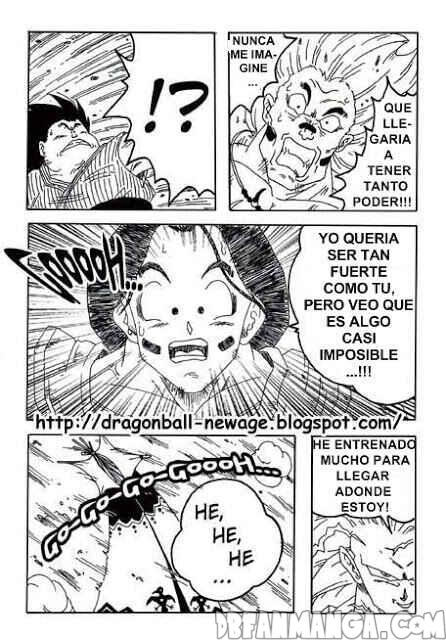 NUNCA
ME IMA-
GINE
...
QUE
LLE-
GARIA
A
TENER
TANTO
PODER!!!
!?
GOOOOH...
YO QUERIA
SER TAN
FUERTE
COMO TU,
PERO VEO QUE
ES ALGO
CASI
IMPOSIBLE
...!!!
http://dragonball-newage.blogspot.com/
GO-GO-GO-GOOOH...
HE,
HE,
HE
...
HE ENTRENADO
MUCHO PARA
LLEGAR
ADONDE
ESTOY!
DBFANMANGA.COM